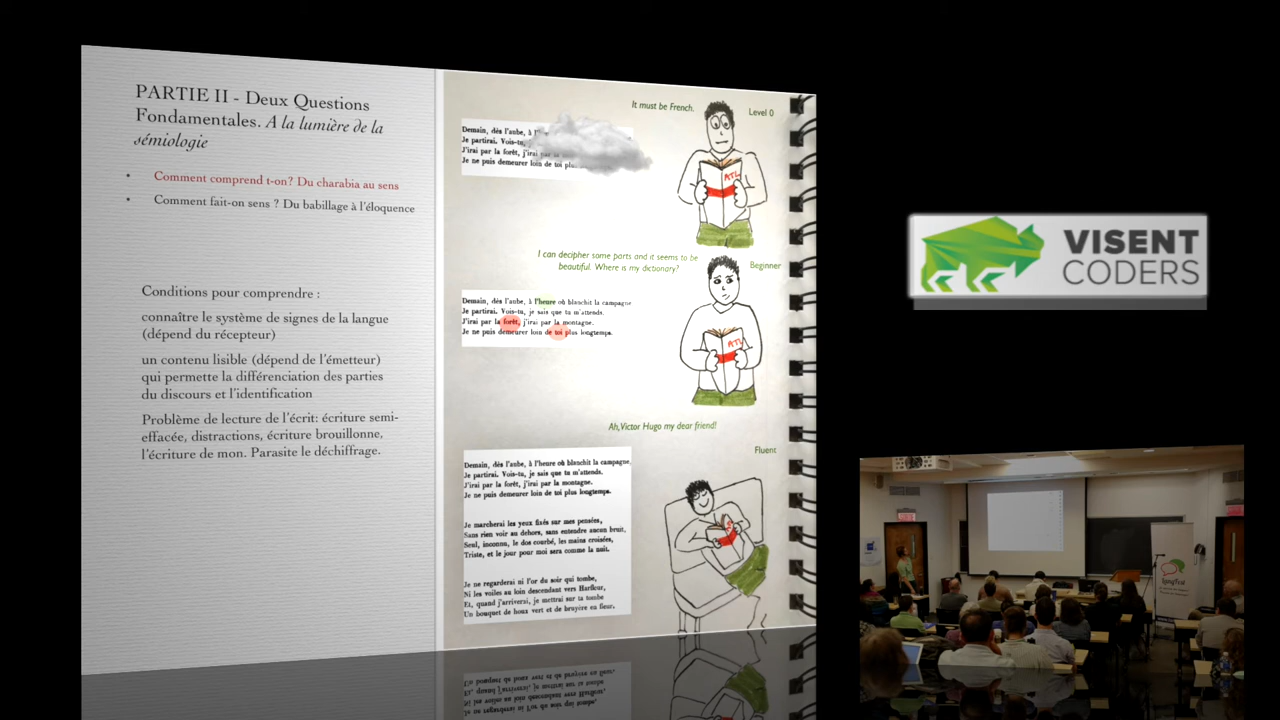 PARTIE II - Deux Questions
Fondamentales. A la lumière de la
sémiologie
• Comment comprend t-on? Du charabia au sens
• Comment fait-on sens ? Du babillage à l'éloquence
Conditions pour comprendre :
connaître le système de signes de la langue
(dépend du récepteur)
un contenu lisible (dépend de l'émetteur)
qui permette la différenciation des parties
du discours et l'identification
Problème de lecture de l'écrit: écriture semi-
effacée, distractions, écriture brouillonne,
l'écriture de mon. Parasite le déchiffrage.
It must be French.
Level 0
Demain, dès l'aube, à
Je partirai. Vois-tu,
J'irai par la forêt, j'irai par la
Je ne puis demeurer loin de toi
ATL
I can decipher some parts and it seems to be
beautiful. Where is my dictionary?
Beginner
Demain, dès l'aube, à l'heure où blanchit la campagne
Je partirai. Vois-tu, je sais que tu m'attends.
J'irai par la forêt, j'irai par la montagne.
Je ne puis demeurer loin de toi plus longtemps.
ATL
Ah, Victor Hugo my dear friend!
Fluent
Demain, dès l'aube, à l'heure où blanchit la campagne,
Je partirai. Vois-tu, je sais que tu m'attends.
J'irai par la forêt, j'irai par la montagne.
Je ne puis demeurer loin de toi plus longtemps.
Je marcherai les yeux fixés sur mes pensées,
Sans rien voir au dehors, sans entendre aucun bruit,
Seul, inconnu, le dos courbé, les mains croisées,
Triste, et le jour pour moi sera comme la nuit.
Je ne regarderai ni l'or du soir qui tombe,
Ni les voiles au loin descendant vers Harfleur,
Et, quand j'arriverai, je mettrai sur ta tombe
Un bouquet de houx vert et de bruyère en fleur.
VISENT
CODERS